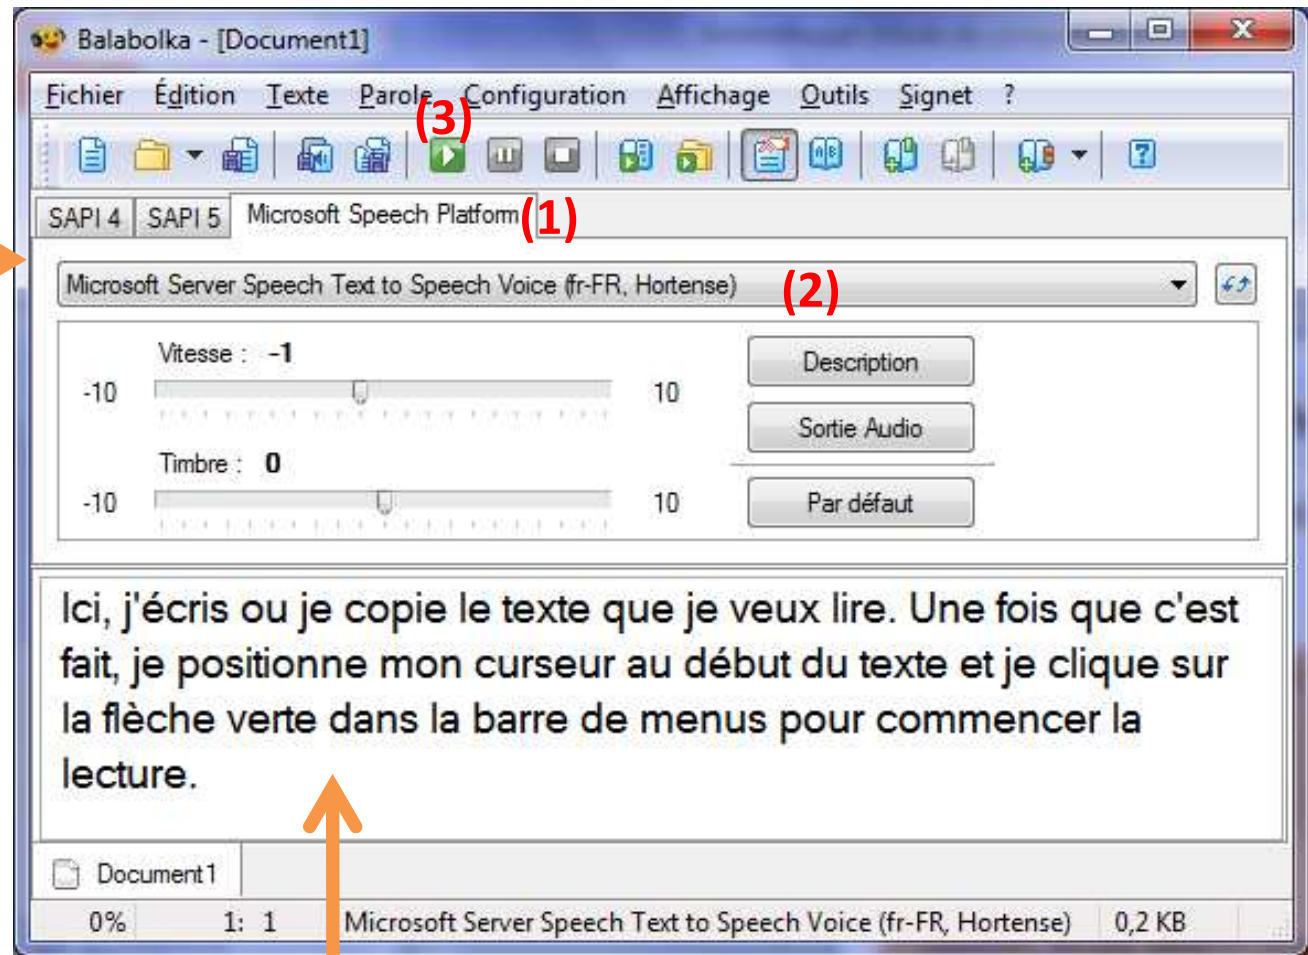 Balabolka - [Document1]
Fichier Édition Texte Parole Configuration Affichage Outils Signet ?
(3)
SAPI 4 SAPI 5 Microsoft Speech Platform (1)
Microsoft Server Speech Text to Speech Voice (fr-FR, Hortense) (2)
Vitesse : -1
-10 10
Description
Sortie Audio
Timbre : 0
-10 10
Par défaut
Ici, j'écris ou je copie le texte que je veux lire. Une fois que c'est
fait, je positionne mon curseur au début du texte et je clique sur
la flèche verte dans la barre de menus pour commencer la
lecture.
Document1
0% 1: 1 Microsoft Server Speech Text to Speech Voice (fr-FR, Hortense) 0,2 KB